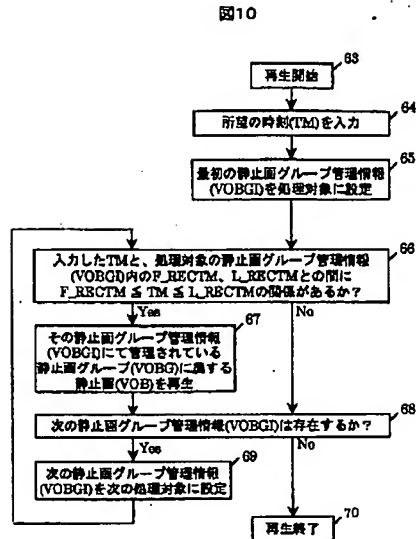 図10
63
再生開始
64
所望の時刻(TM)を入力
65
最初の静止画グループ管理情報
(VOBGI)を処理対象に設定
66
入力したTMと、処理対象の静止画グループ管理情報
(VOBGI)内のF_RECTM、L_RECTMとの間に
F_RECTM ≦ TM ≦ L_RECTMの関係があるか？
Yes
No
67
その静止画グループ管理情報
(VOBGI)にて管理されている
静止画グループ(VOBG)に属する
静止画(VOB)を再生
68
次の静止画グループ管理情報(VOBGI)は存在するか？
Yes
No
69
次の静止画グループ管理情報
(VOBGI)を次の処理対象に設定
70
再生終了